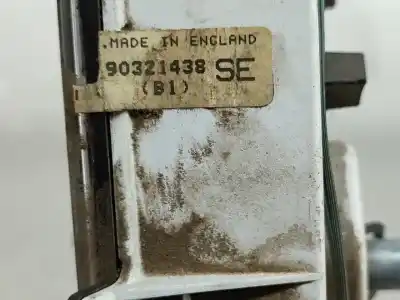 .MADE IN ENGLAND
90321438 SE
(B1)